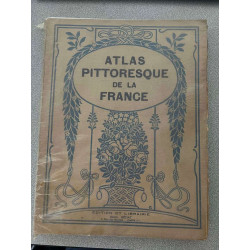 ATLAS
PITTORESQUE
DE LA
FRANCE